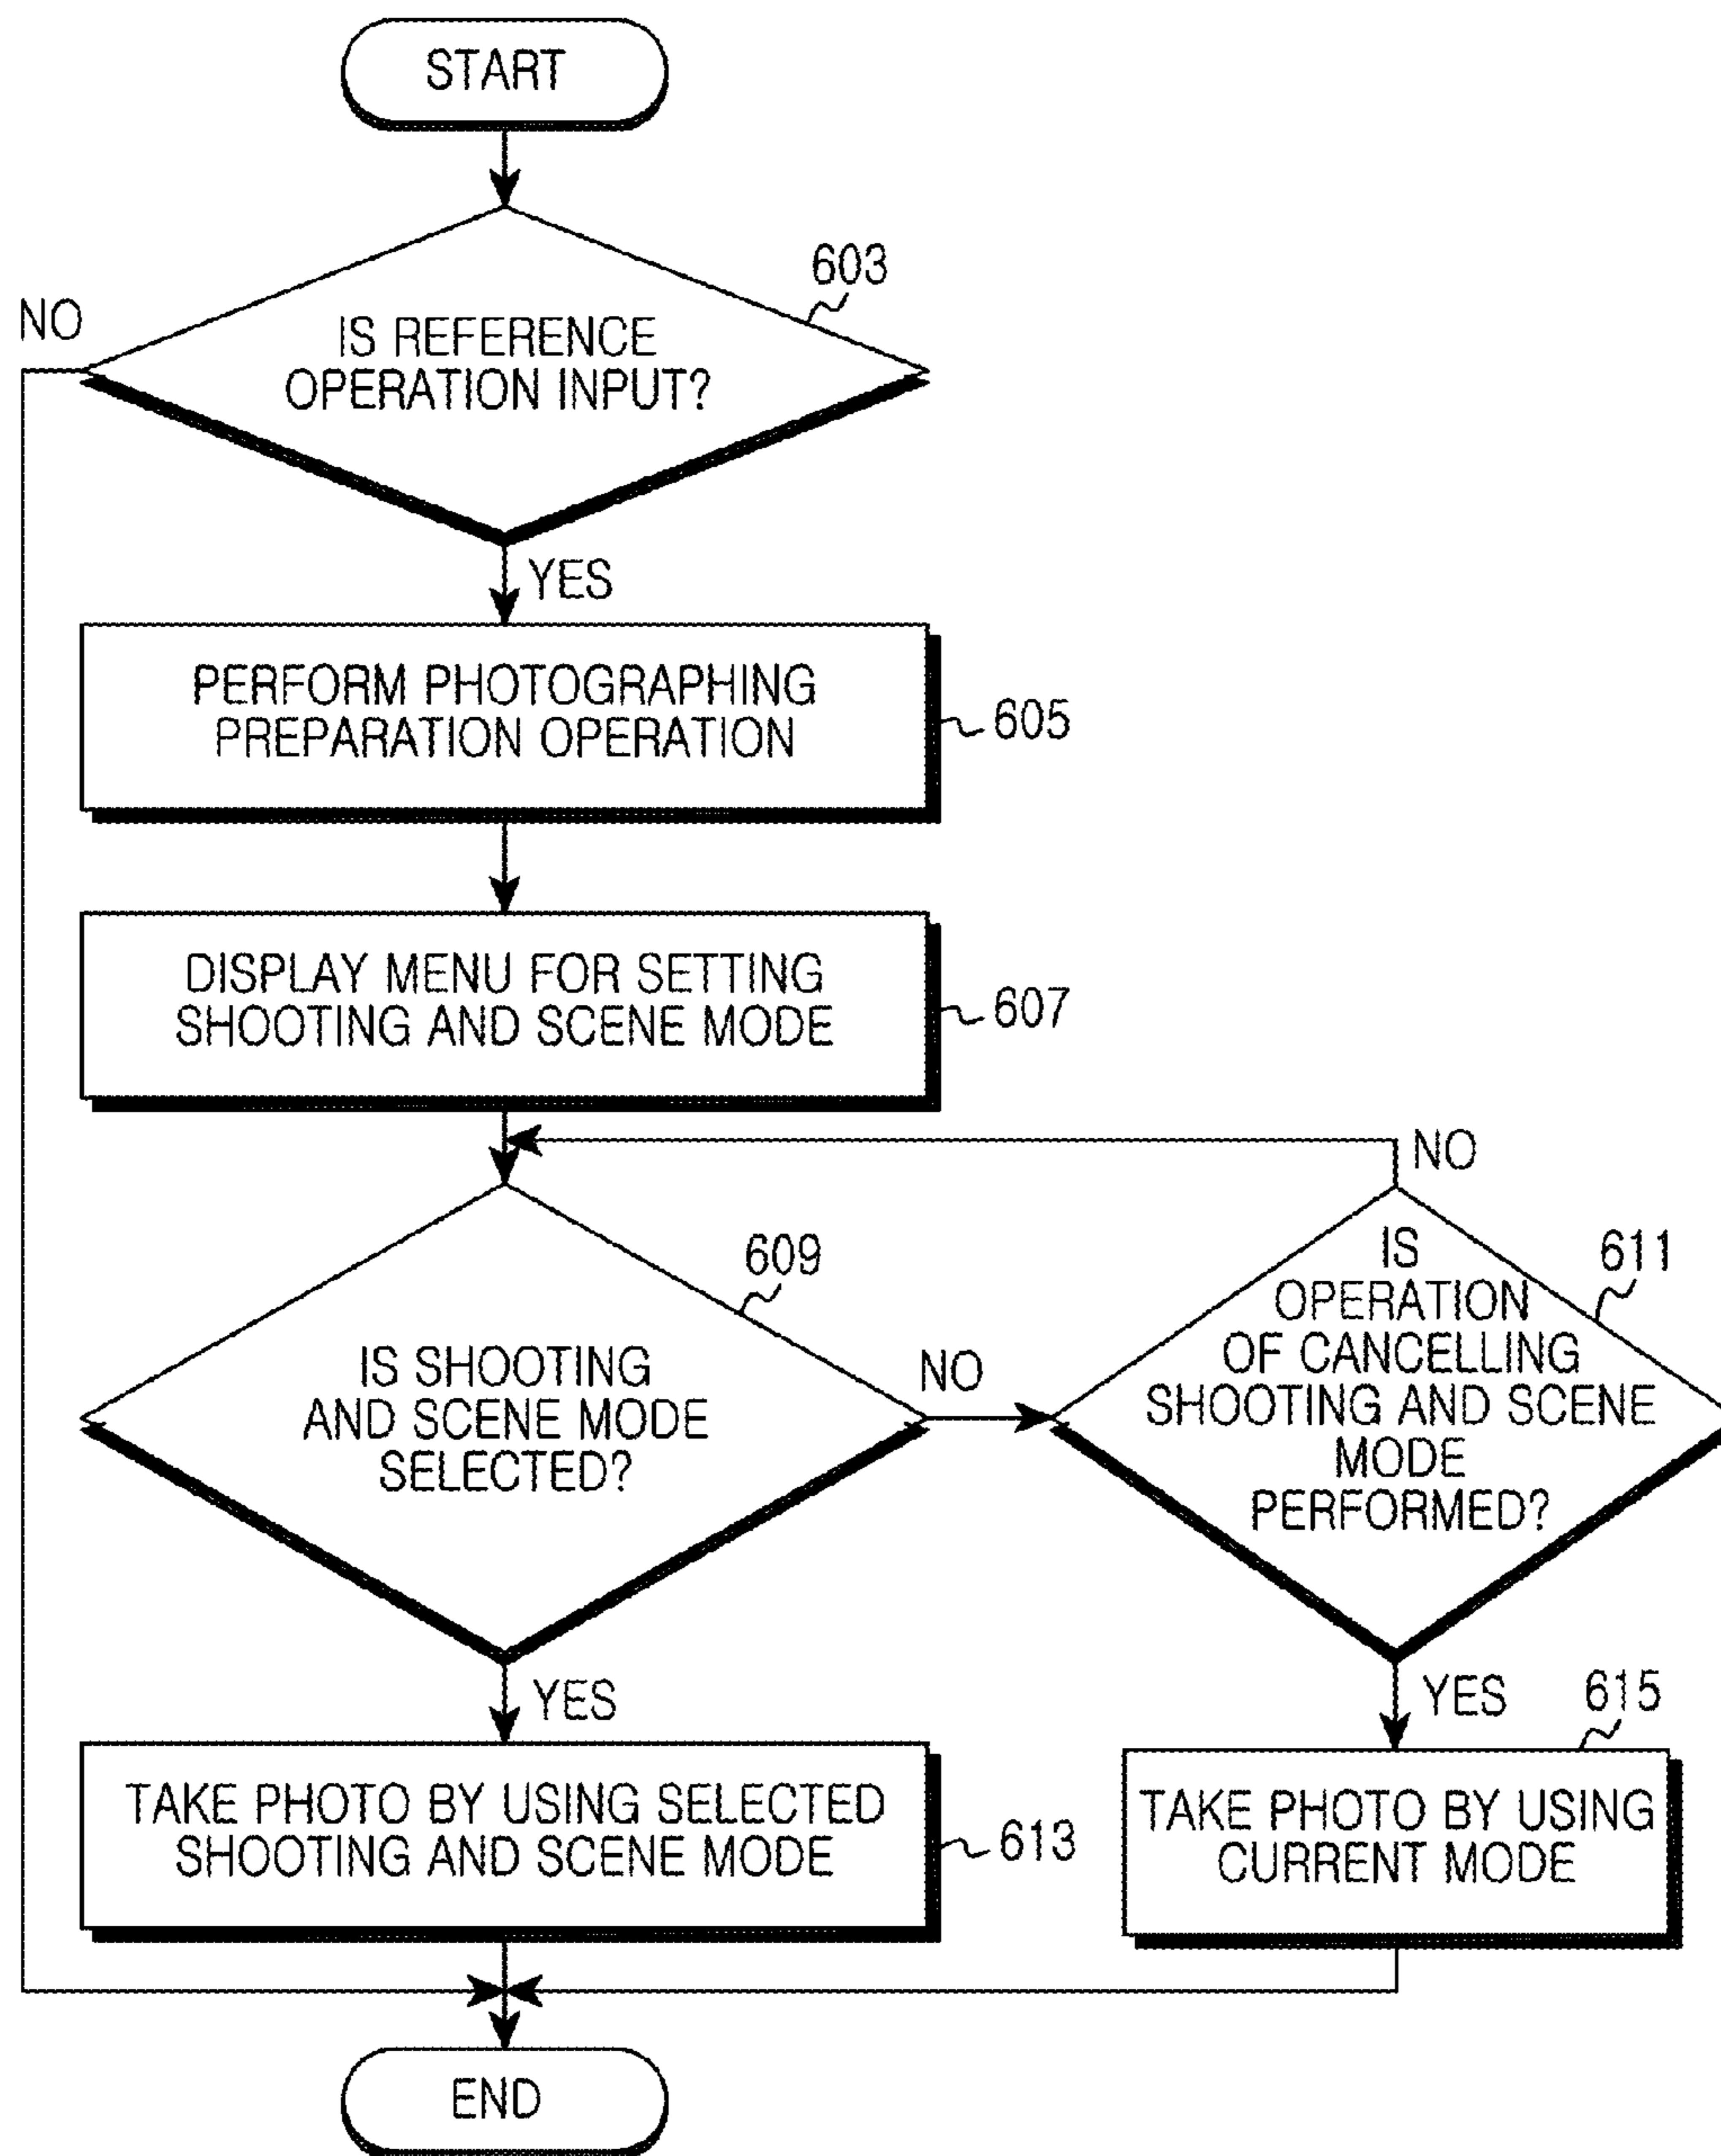 START
603
NO
IS REFERENCE
OPERATION INPUT?
YES
PERFORM PHOTOGRAPHING
PREPARATION OPERATION
605
DISPLAY MENU FOR SETTING
SHOOTING AND SCENE MODE
607
NO
609
IS SHOOTING
AND SCENE MODE
SELECTED?
NO
611
IS
OPERATION
OF CANCELLING
SHOOTING AND SCENE
MODE
PERFORMED?
YES
YES
615
TAKE PHOTO BY USING SELECTED
SHOOTING AND SCENE MODE
613
TAKE PHOTO BY USING
CURRENT MODE
END